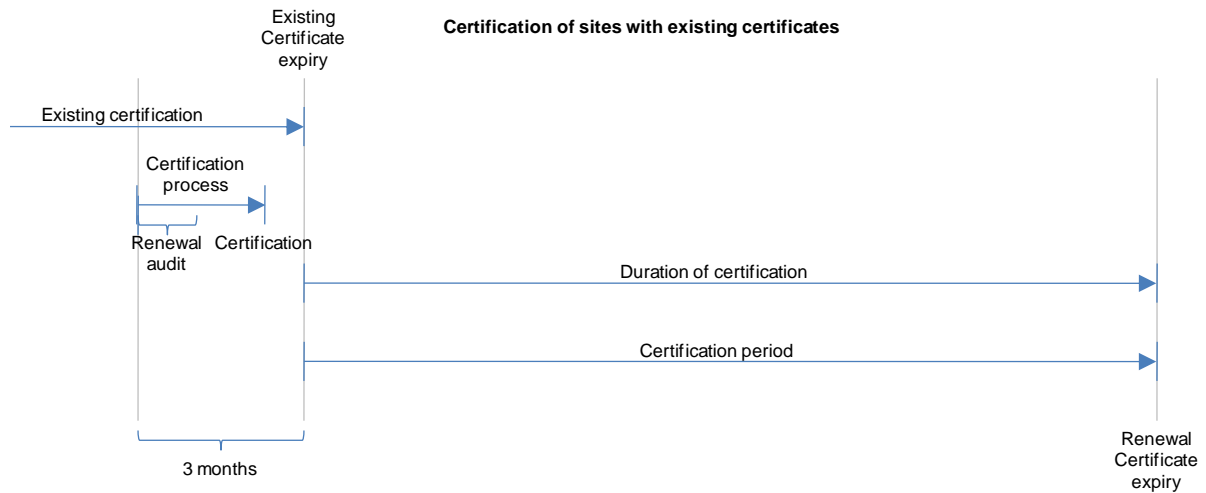 Existing
Certificate
expiry
Certification of sites with existing certificates
Existing certification
Certification
process
Renewal
audit
Certification
Duration of certification
Certification period
3 months
Renewal
Certificate
expiry